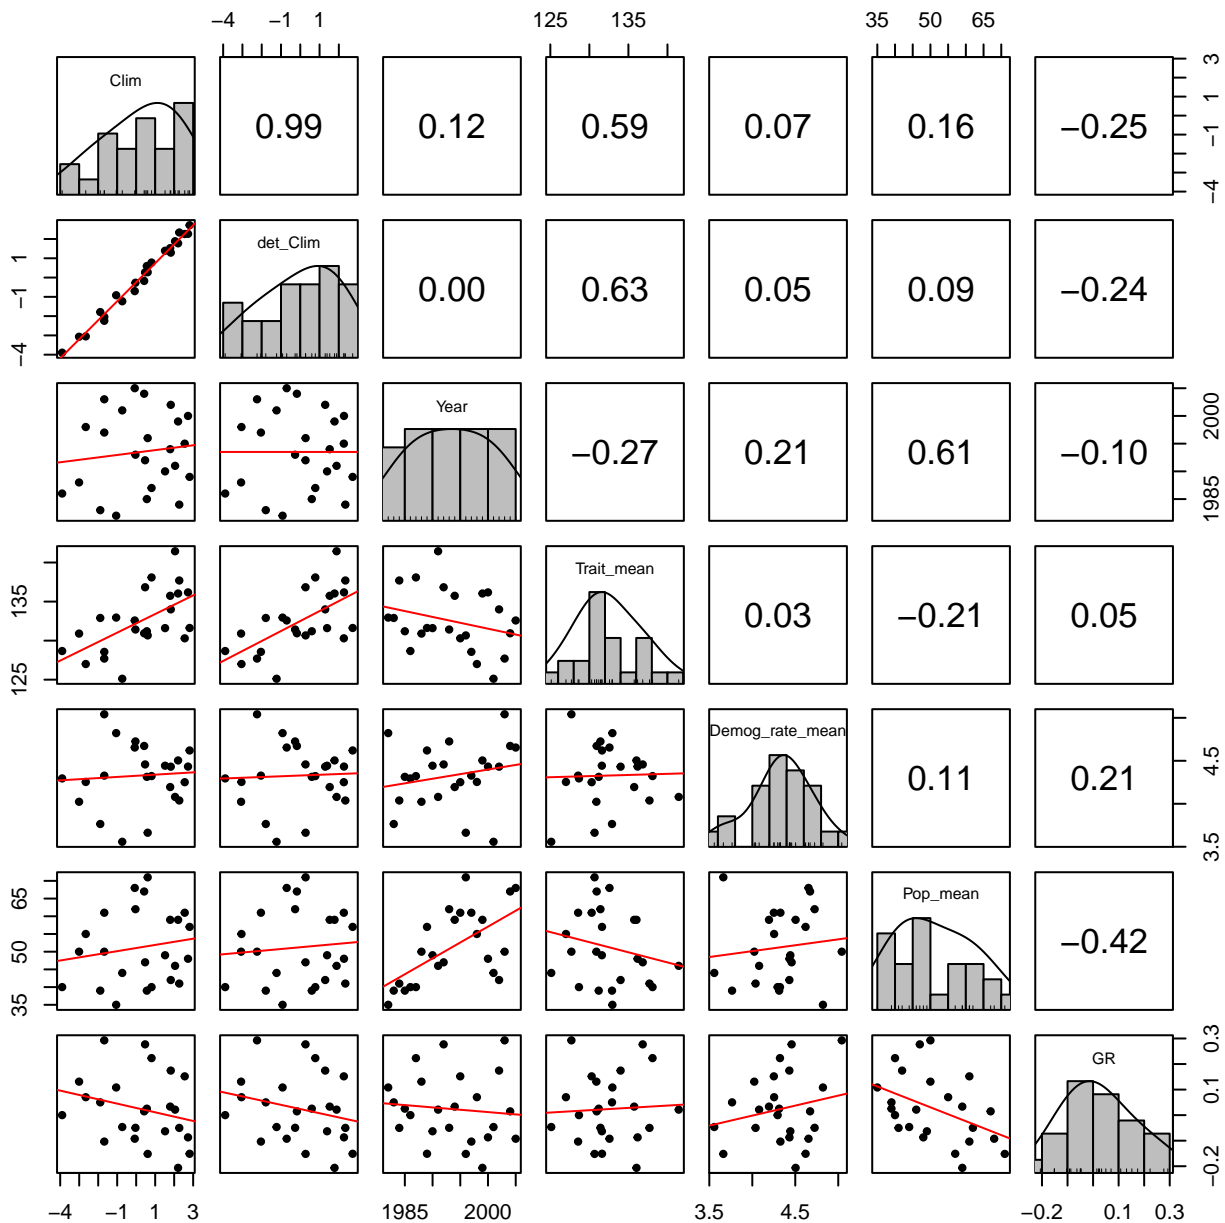 −4 −1 1
125 135
35 50 65
Clim
0.99
0.12
0.59
0.07
0.16
−0.25
−4 −1 1 3
−4 −1 1
det_Clim
0.00
0.63
0.05
0.09
−0.24
Year
−0.27
0.21
0.61
−0.10
1985 2000
125 135
Trait_mean
0.03
−0.21
0.05
Demog_rate_mean
0.11
0.21
3.5 4.5
35 50 65
Pop_mean
−0.42
GR
−0.2 0.1 0.3
−4 −1 1 3
1985 2000
3.5 4.5
−0.2 0.1 0.3